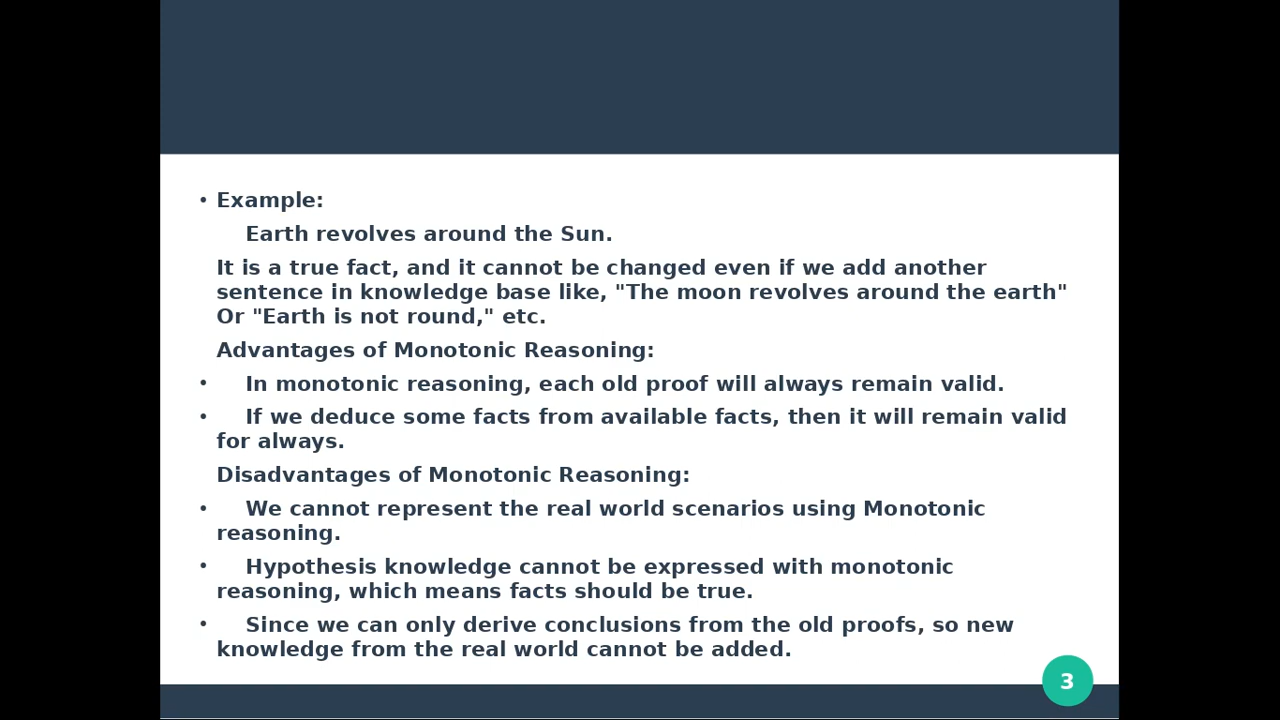 • Example:
Earth revolves around the Sun.
It is a true fact, and it cannot be changed even if we add another
sentence in knowledge base like, "The moon revolves around the earth"
Or "Earth is not round," etc.
Advantages of Monotonic Reasoning:
• In monotonic reasoning, each old proof will always remain valid.
• If we deduce some facts from available facts, then it will remain valid
for always.
Disadvantages of Monotonic Reasoning:
• We cannot represent the real world scenarios using Monotonic
reasoning.
• Hypothesis knowledge cannot be expressed with monotonic
reasoning, which means facts should be true.
• Since we can only derive conclusions from the old proofs, so new
knowledge from the real world cannot be added.
3